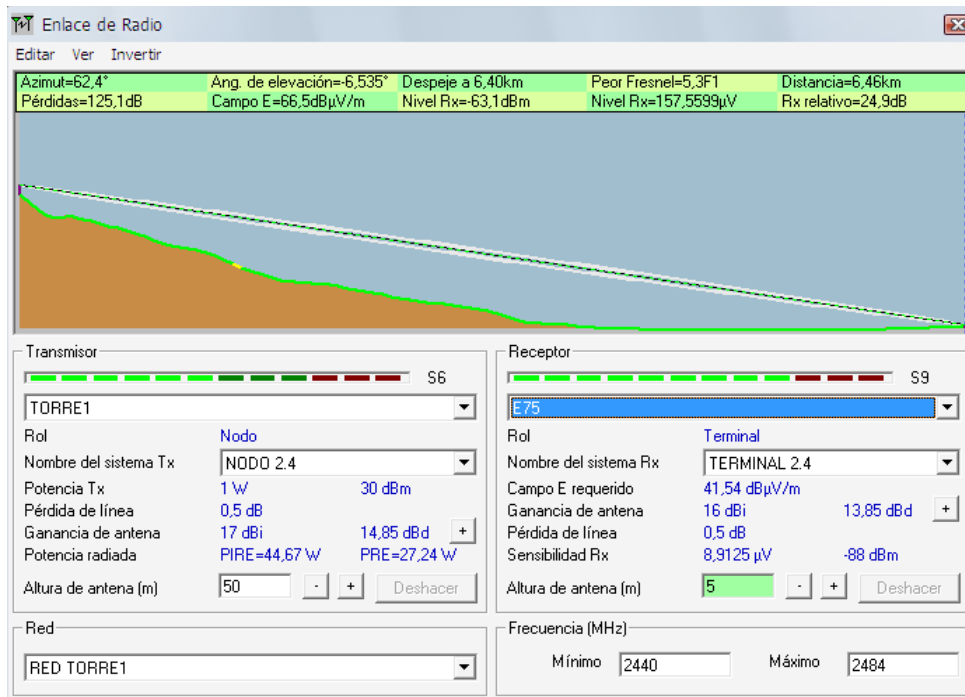 Enlace de Radio
Editar Ver Invertir
Azimut=62,4° Ang. de elevación=-6,535° Despeje a 6,40km Peor Fresnel=5,3F1 Distancia=6,46km
Pérdidas=125,1dB Campo E=66,5dBµV/m Nivel Rx=-63,1dBm Nivel Rx=157,5599µV Rx relativo=24,9dB
Transmisor
S6
TORRE1
Rol Nodo
Nombre del sistema Tx NODO 2.4
Potencia Tx 1 W 30 dBm
Pérdida de línea 0,5 dB
Ganancia de antena 17 dBi 14,85 dBd +
Potencia radiada PIRE=44,67 W PRE=27,24 W
Altura de antena (m) 50 - + Deshacer
Red
RED TORRE1
Receptor
S9
E75
Rol Terminal
Nombre del sistema Rx TERMINAL 2.4
Campo E requerido 41,54 dBµV/m
Ganancia de antena 16 dBi 13,85 dBd +
Pérdida de línea 0,5 dB
Sensibilidad Rx 8,9125 µV -88 dBm
Altura de antena (m) 5 - + Deshacer
Frecuencia (MHz)
Mínimo 2440 Máximo 2484